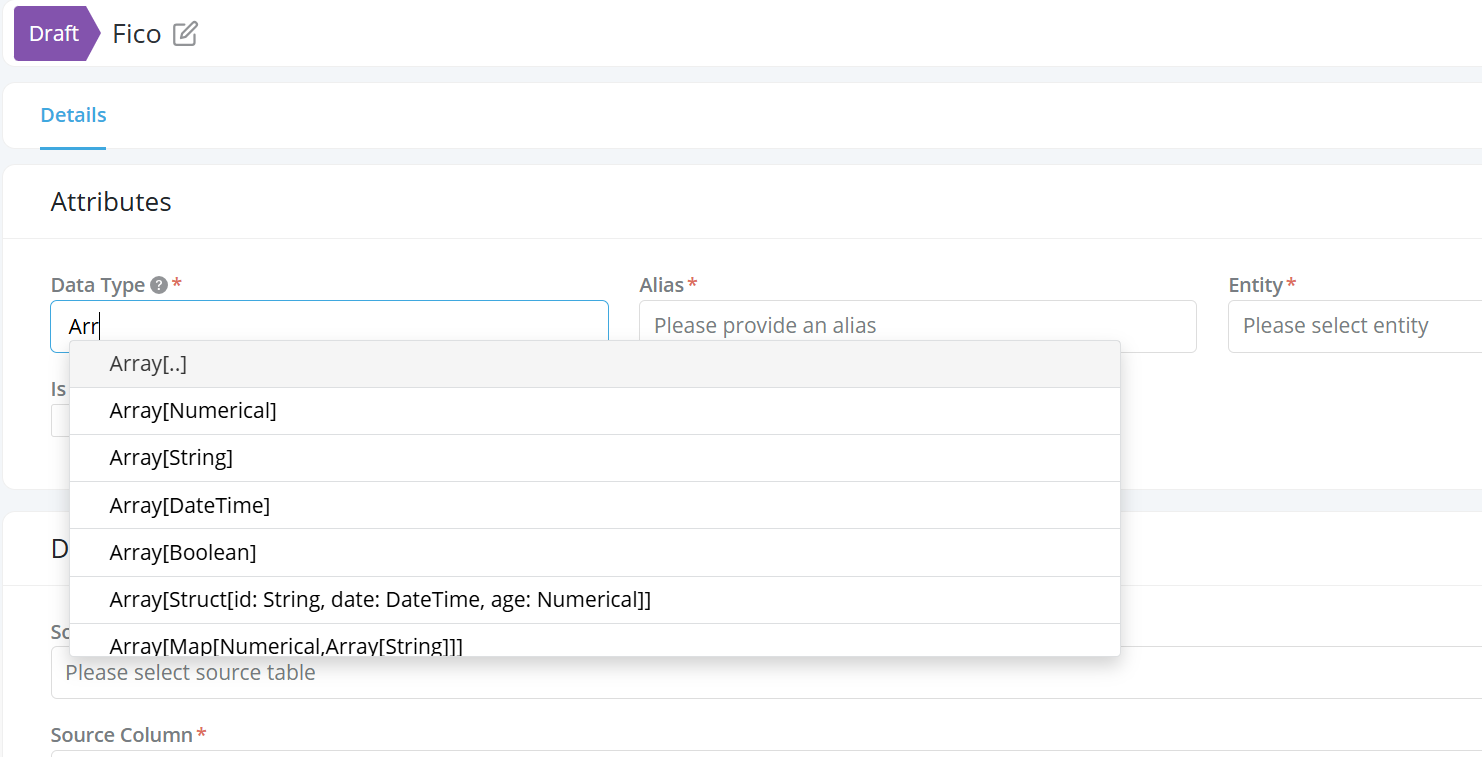 Draft Fico
Details
Attributes
Data Type ? * Alias * Entity *
Arr Please provide an alias Please select entity
Array[..]
Is
Array[Numerical]
Array[String]
Array[DateTime]
Array[Boolean]
Array[Struct[id: String, date: DateTime, age: Numerical]]
Array[Map[Numerical,Array[String]]]
Please select source table
Source Column *